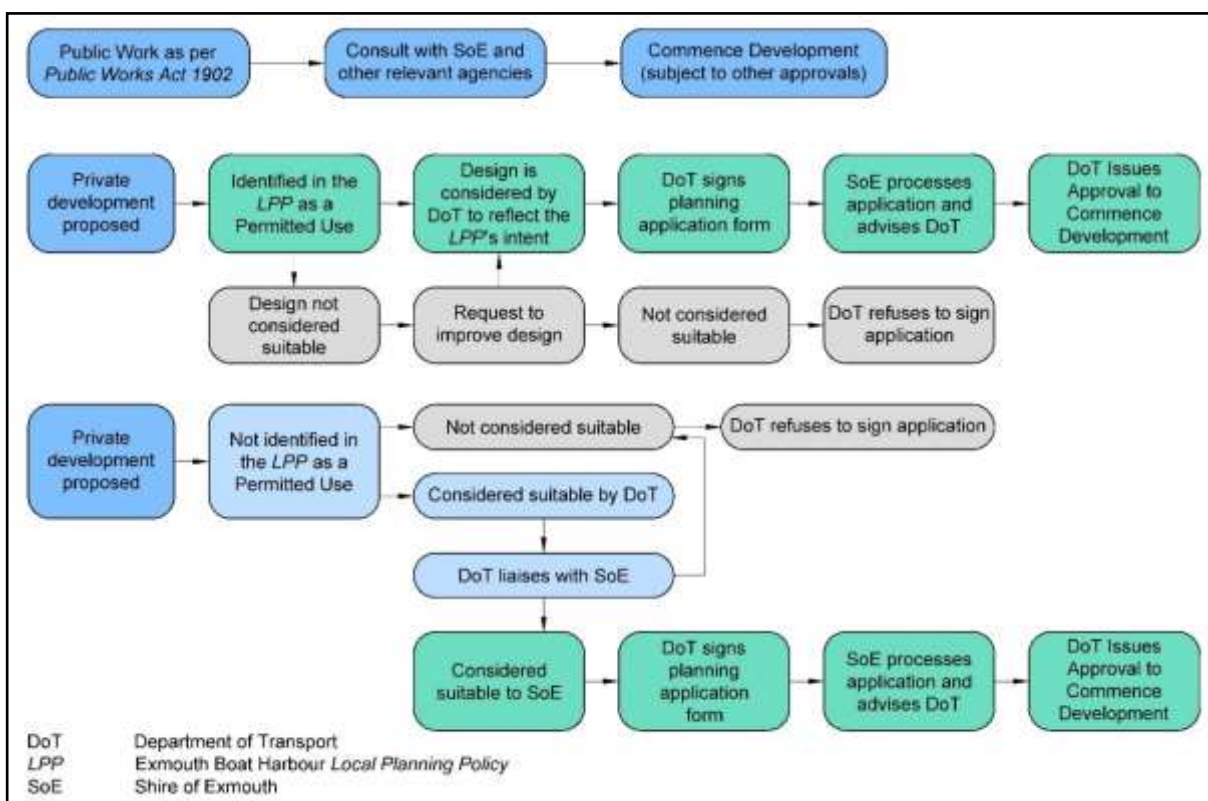 Public Work as per
Public Works Act 1902
Consult with SoE and
other relevant agencies
Commence Development
(subject to other approvals)
Private
development
proposed
Identified in the
LPP as a
Permitted Use
Design is
considered by
DoT to reflect the
LPP's intent
DoT signs
planning
application form
SoE processes
application and
advises DoT
DoT Issues
Approval to
Commence
Development
Design not
considered
suitable
Request to
improve design
Not considered
suitable
DoT refuses to sign
application
Private
development
proposed
Not identified in
the LPP as a
Permitted Use
Not considered suitable
DoT refuses to sign application
Considered suitable by DoT
DoT liaises with SoE
Considered
suitable to SoE
DoT signs
planning
application
form
SoE processes
application and
advises DoT
DoT Issues
Approval to
Commence
Development
DoT Department of Transport
LPP Exmouth Boat Harbour Local Planning Policy
SoE Shire of Exmouth